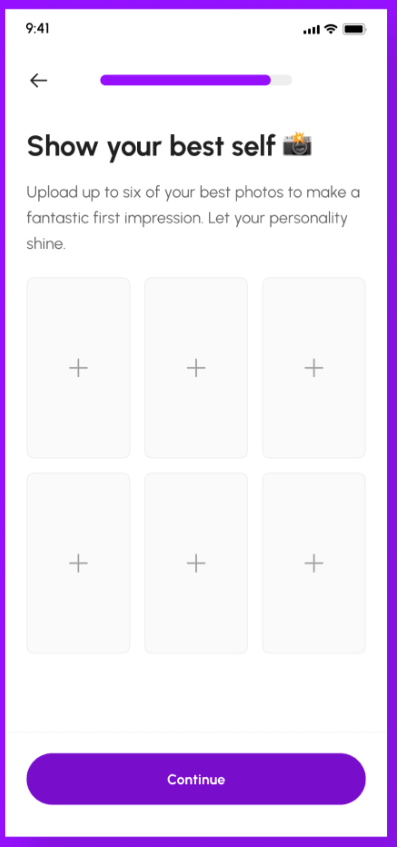 9:41
Show your best self 📸
Upload up to six of your best photos to make a
fantastic first impression. Let your personality
shine.
Continue